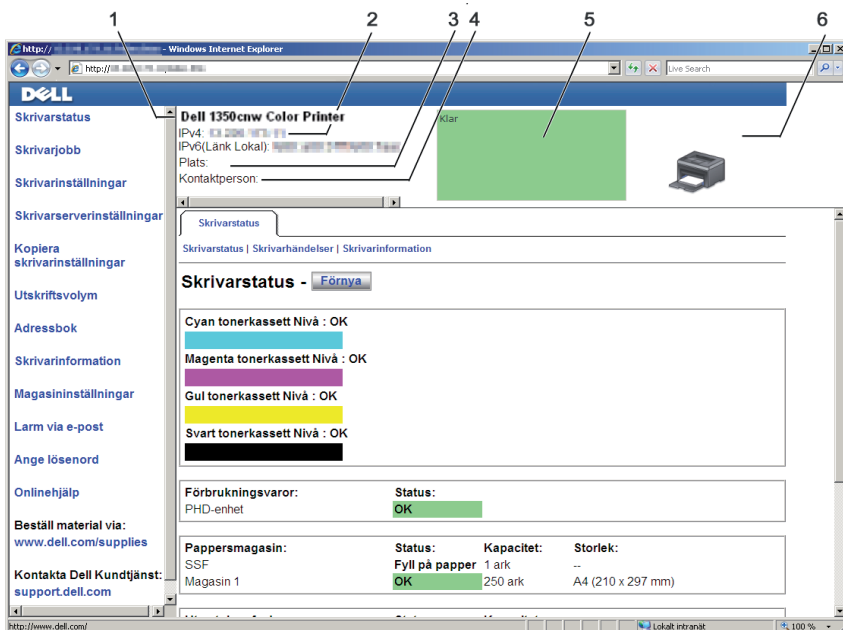 1 2 3 4 5 6
http:// - Windows Internet Explorer
http:// Live Search
DELL
Skrivarstatus
Skrivarjobb
Skrivarinställningar
Skrivarserverinställningar
Kopiera
skrivarinställningar
Utskriftsvolym
Adressbok
Skrivarinformation
Magasininställningar
Larm via e-post
Ange lösenord
Onlinehjälp
Beställ material via:
www.dell.com/supplies
Kontakta Dell Kundtjänst:
support.dell.com
Dell 1350cnw Color Printer
IPv4:
IPv6(Länk Lokal):
Plats:
Kontaktperson:
Klar
Skrivarstatus
Skrivarstatus | Skrivarhändelser | Skrivarinformation
Skrivarstatus - Förnya
Cyan tonerkassett Nivå : OK
Magenta tonerkassett Nivå : OK
Gul tonerkassett Nivå : OK
Svart tonerkassett Nivå : OK
Förbrukningsvaror: Status:
PHD-enhet OK
Pappersmagasin: Status: Kapacitet: Storlek:
SSF Fyll på papper 1 ark --
Magasin 1 OK 250 ark A4 (210 x 297 mm)
http://www.dell.com/ Lokalt intranät 100 %